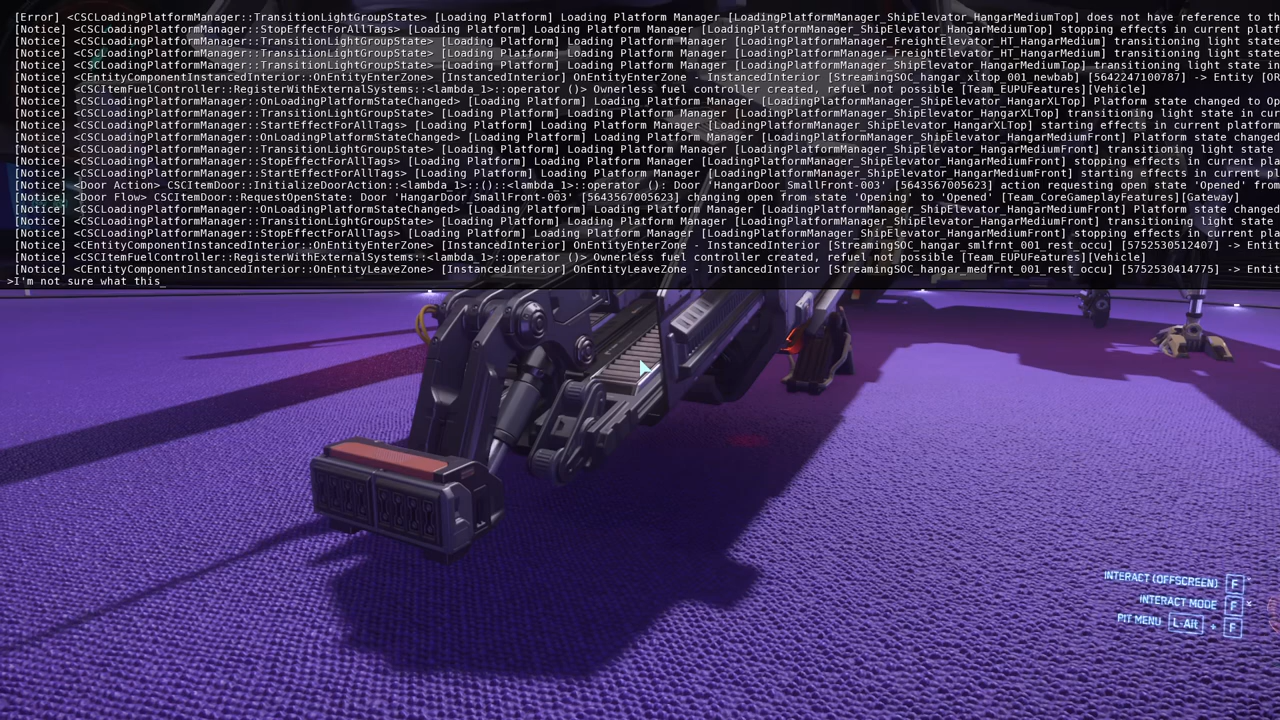 [Error] <CSCLoadingPlatformManager::TransitionLightGroupState> [Loading Platform] Loading Platform Manager [LoadingPlatformManager_ShipElevator_HangarMediumTop] does not have reference to th
[Notice] <CSCLoadingPlatformManager::StopEffectForAllTags> [Loading Platform] Loading Platform Manager [LoadingPlatformManager_ShipElevator_HangarMediumTop] stopping effects in current platf
[Notice] <CSCLoadingPlatformManager::TransitionLightGroupState> [Loading Platform] Loading Platform Manager [LoadingPlatformManager_FreightElevator_HT_HangarMedium] transitioning light state
[Notice] <CSCLoadingPlatformManager::TransitionLightGroupState> [Loading Platform] Loading Platform Manager [LoadingPlatformManager_FreightElevator_HT_HangarMedium] transitioning light state
[Notice] <CSCLoadingPlatformManager::TransitionLightGroupState> [Loading Platform] Loading Platform Manager [LoadingPlatformManager_ShipElevator_HangarMediumTop] transitioning light state in
[Notice] <CEntityComponentInstancedInterior::OnEntityEnterZone> [InstancedInterior] OnEntityEnterZone - InstancedInterior [StreamingSOC_hangar_xltop_001_newbab] [5642247100787] -> Entity [OR
[Notice] <CSCItemFuelController::RegisterWithExternalSystems::<lambda_1>::operator ()> Ownerless fuel controller created, refuel not possible [Team_EUPUFeatures][Vehicle]
[Notice] <CSCLoadingPlatformManager::OnLoadingPlatformStateChanged> [Loading Platform] Loading Platform Manager [LoadingPlatformManager_ShipElevator_HangarXLTop] Platform state changed to Op
[Notice] <CSCLoadingPlatformManager::TransitionLightGroupState> [Loading Platform] Loading Platform Manager [LoadingPlatformManager_ShipElevator_HangarXLTop] transitioning light state in cur
[Notice] <CSCLoadingPlatformManager::StartEffectForAllTags> [Loading Platform] Loading Platform Manager [LoadingPlatformManager_ShipElevator_HangarXLTop] starting effects in current platform
[Notice] <CSCLoadingPlatformManager::OnLoadingPlatformStateChanged> [Loading Platform] Loading Platform Manager [LoadingPlatformManager_ShipElevator_HangarMediumFront] Platform state change
[Notice] <CSCLoadingPlatformManager::TransitionLightGroupState> [Loading Platform] Loading Platform Manager [LoadingPlatformManager_ShipElevator_HangarMediumFront] transitioning light state
[Notice] <CSCLoadingPlatformManager::StopEffectForAllTags> [Loading Platform] Loading Platform Manager [LoadingPlatformManager_ShipElevator_HangarMediumFront] stopping effects in current pla
[Notice] <CSCLoadingPlatformManager::StartEffectForAllTags> [Loading Platform] Loading Platform Manager [LoadingPlatformManager_ShipElevator_HangarMediumFront] starting effects in current p
[Notice] <Door Action> CSCItemDoor::InitializeDoorAction::<lambda_1>::()::<lambda_1>::operator (): Door 'HangarDoor_SmallFront-003' [5643567005623] action requesting open state 'Opened' from
[Notice] <Door Flow> CSCItemDoor::RequestOpenState: Door 'HangarDoor_SmallFront-003' [5643567005623] changing open from state 'Opening' to 'Opened' [Team_CoreGameplayFeatures][Gateway]
[Notice] <CSCLoadingPlatformManager::OnLoadingPlatformStateChanged> [Loading Platform] Loading Platform Manager [LoadingPlatformManager_ShipElevator_HangarMediumFront] Platform state changed
[Notice] <CSCLoadingPlatformManager::TransitionLightGroupState> [Loading Platform] Loading Platform Manager [LoadingPlatformManager_ShipElevator_HangarMediumFront] transitioning light state
[Notice] <CSCLoadingPlatformManager::StopEffectForAllTags> [Loading Platform] Loading Platform Manager [LoadingPlatformManager_ShipElevator_HangarMediumFront] stopping effects in current pla
[Notice] <CEntityComponentInstancedInterior::OnEntityEnterZone> [InstancedInterior] OnEntityEnterZone - InstancedInterior [StreamingSOC_hangar_smlfrnt_001_rest_occu] [5752530512407] -> Entit
[Notice] <CSCItemFuelController::RegisterWithExternalSystems::<lambda_1>::operator ()> Ownerless fuel controller created, refuel not possible [Team_EUPUFeatures][Vehicle]
[Notice] <CEntityComponentInstancedInterior::OnEntityLeaveZone> [InstancedInterior] OnEntityLeaveZone - InstancedInterior [StreamingSOC_hangar_medfrnt_001_rest_occu] [5752530414775] -> Entit
>I'm not sure what this_
INTERACT (OFFSCREEN) F
INTERACT MODE F
PIT MENU L-Alt + F